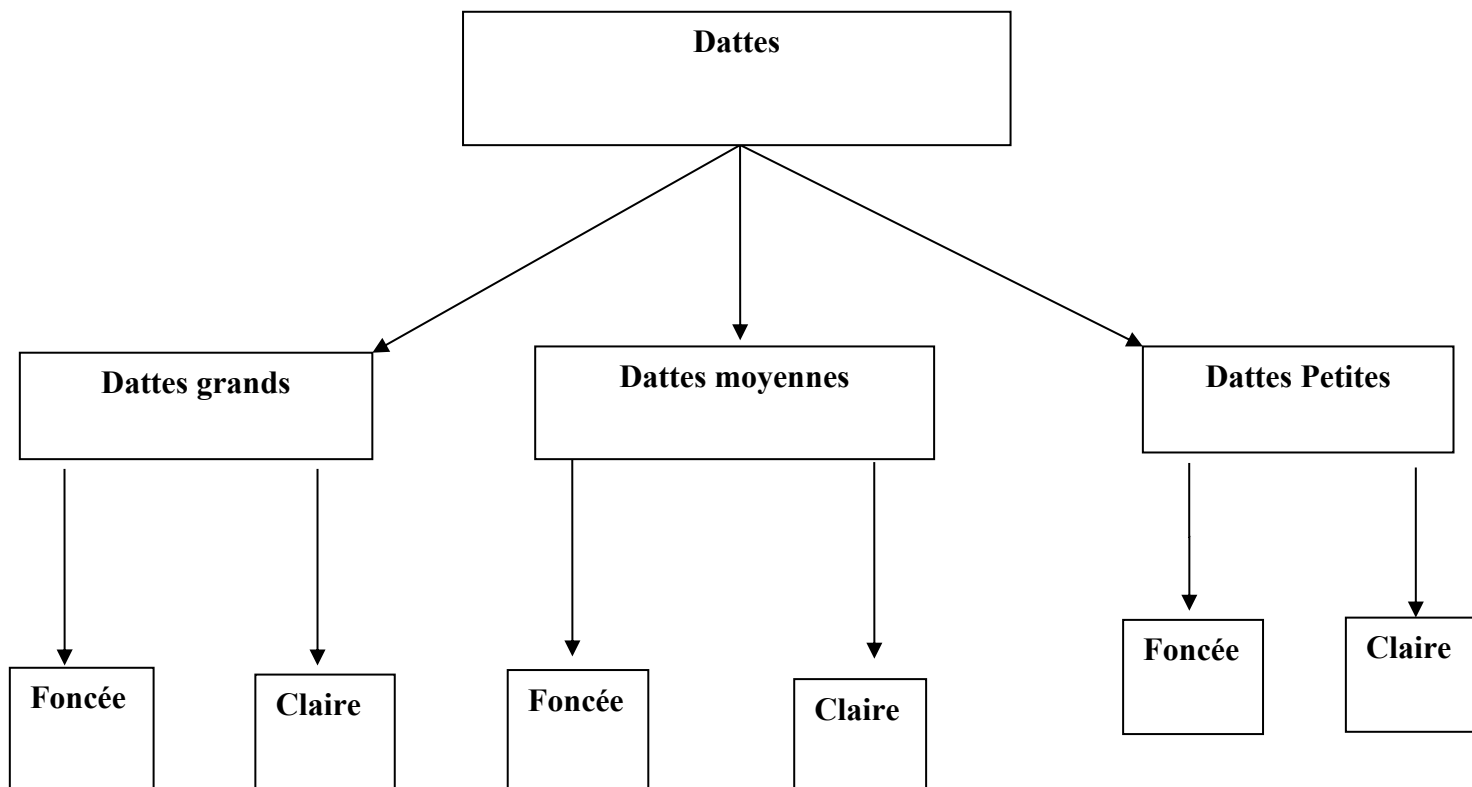 Dattes
Dattes grands
Dattes moyennes
Dattes Petites
Foncée
Claire
Foncée
Claire
Foncée
Claire